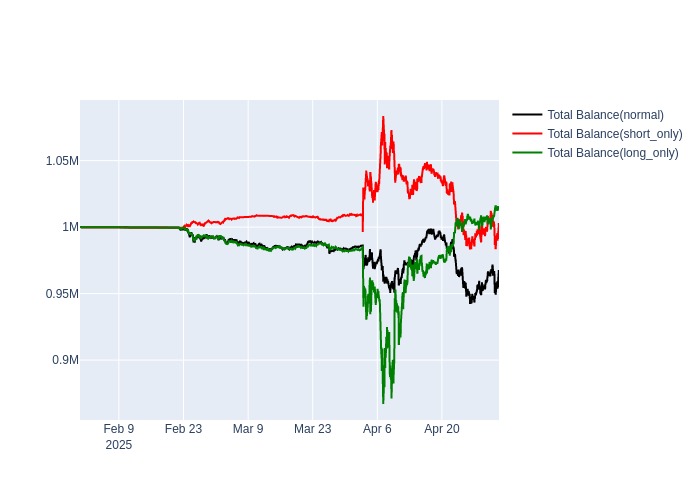 Total Balance(normal)
Total Balance(short_only)
Total Balance(long_only)
1.05M
1M
0.95M
0.9M
Feb 9 Feb 23 Mar 9 Mar 23 Apr 6 Apr 20
2025